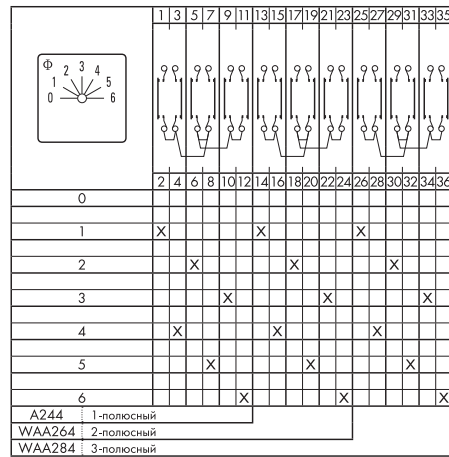 1 3 5 7 9 11 13 15 17 19 21 23 25 27 29 31 33 35
Φ
0 1 2 3 4 5 6
2 4 6 8 10 12 14 16 18 20 22 24 26 28 30 32 34 36
0
1 X X X
2 X X X
3 X X X
4 X X X
5 X X X
6 X X X
A244 1-полюсный
WAA264 2-полюсный
WAA284 3-полюсный